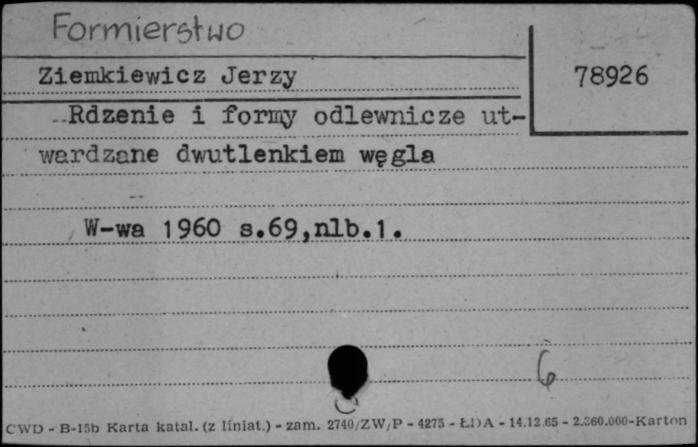 Formierstwo
Ziemkiewicz Jerzy
78926
Rdzenie i formy odlewnicze ut-
wardzane dwutlenkiem węgla
W-wa 1960 s.69,nlb.1.
6
CWD - B-15b Karta katal. (z liniat.) - zam. 2740/ZW/P - 4275 - ŁDA - 14.12.65 - 2.360.000-Karton